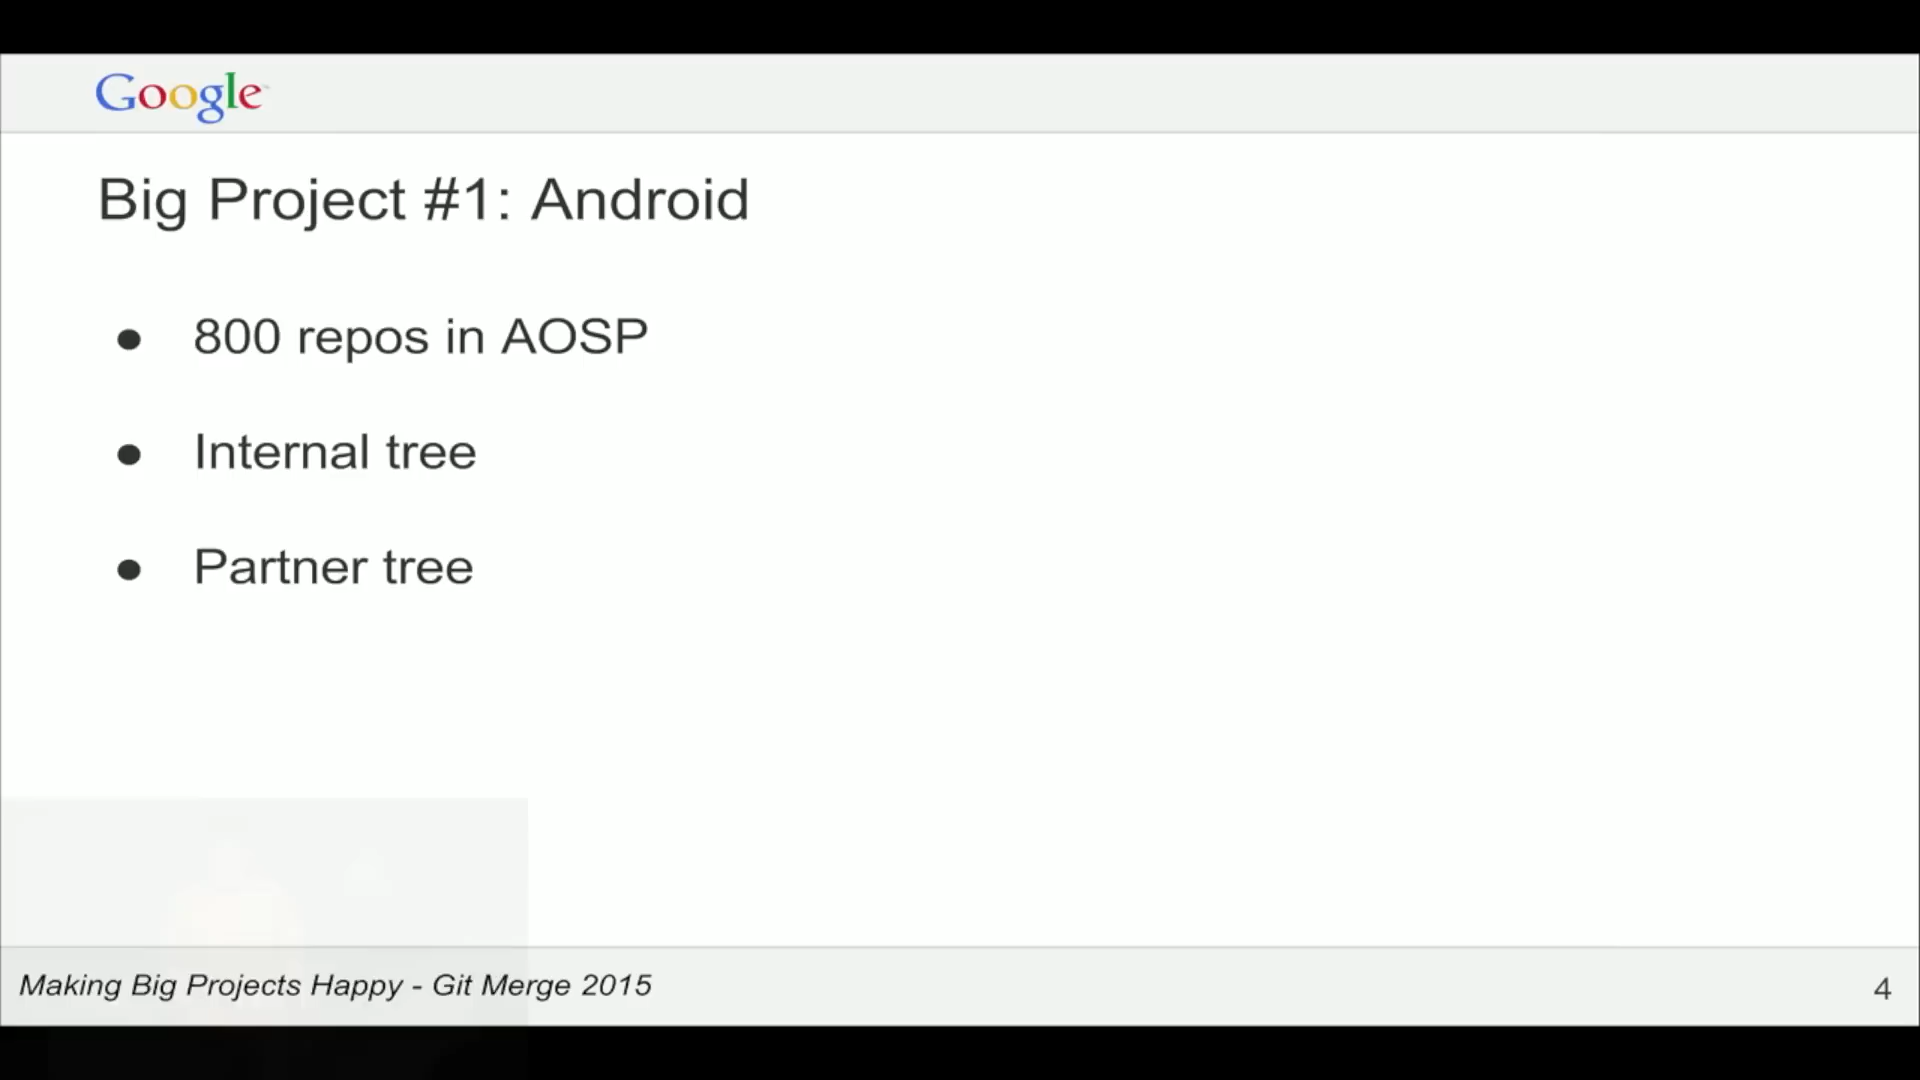 Google
Big Project #1: Android
● 800 repos in AOSP
● Internal tree
● Partner tree
Making Big Projects Happy - Git Merge 2015
4